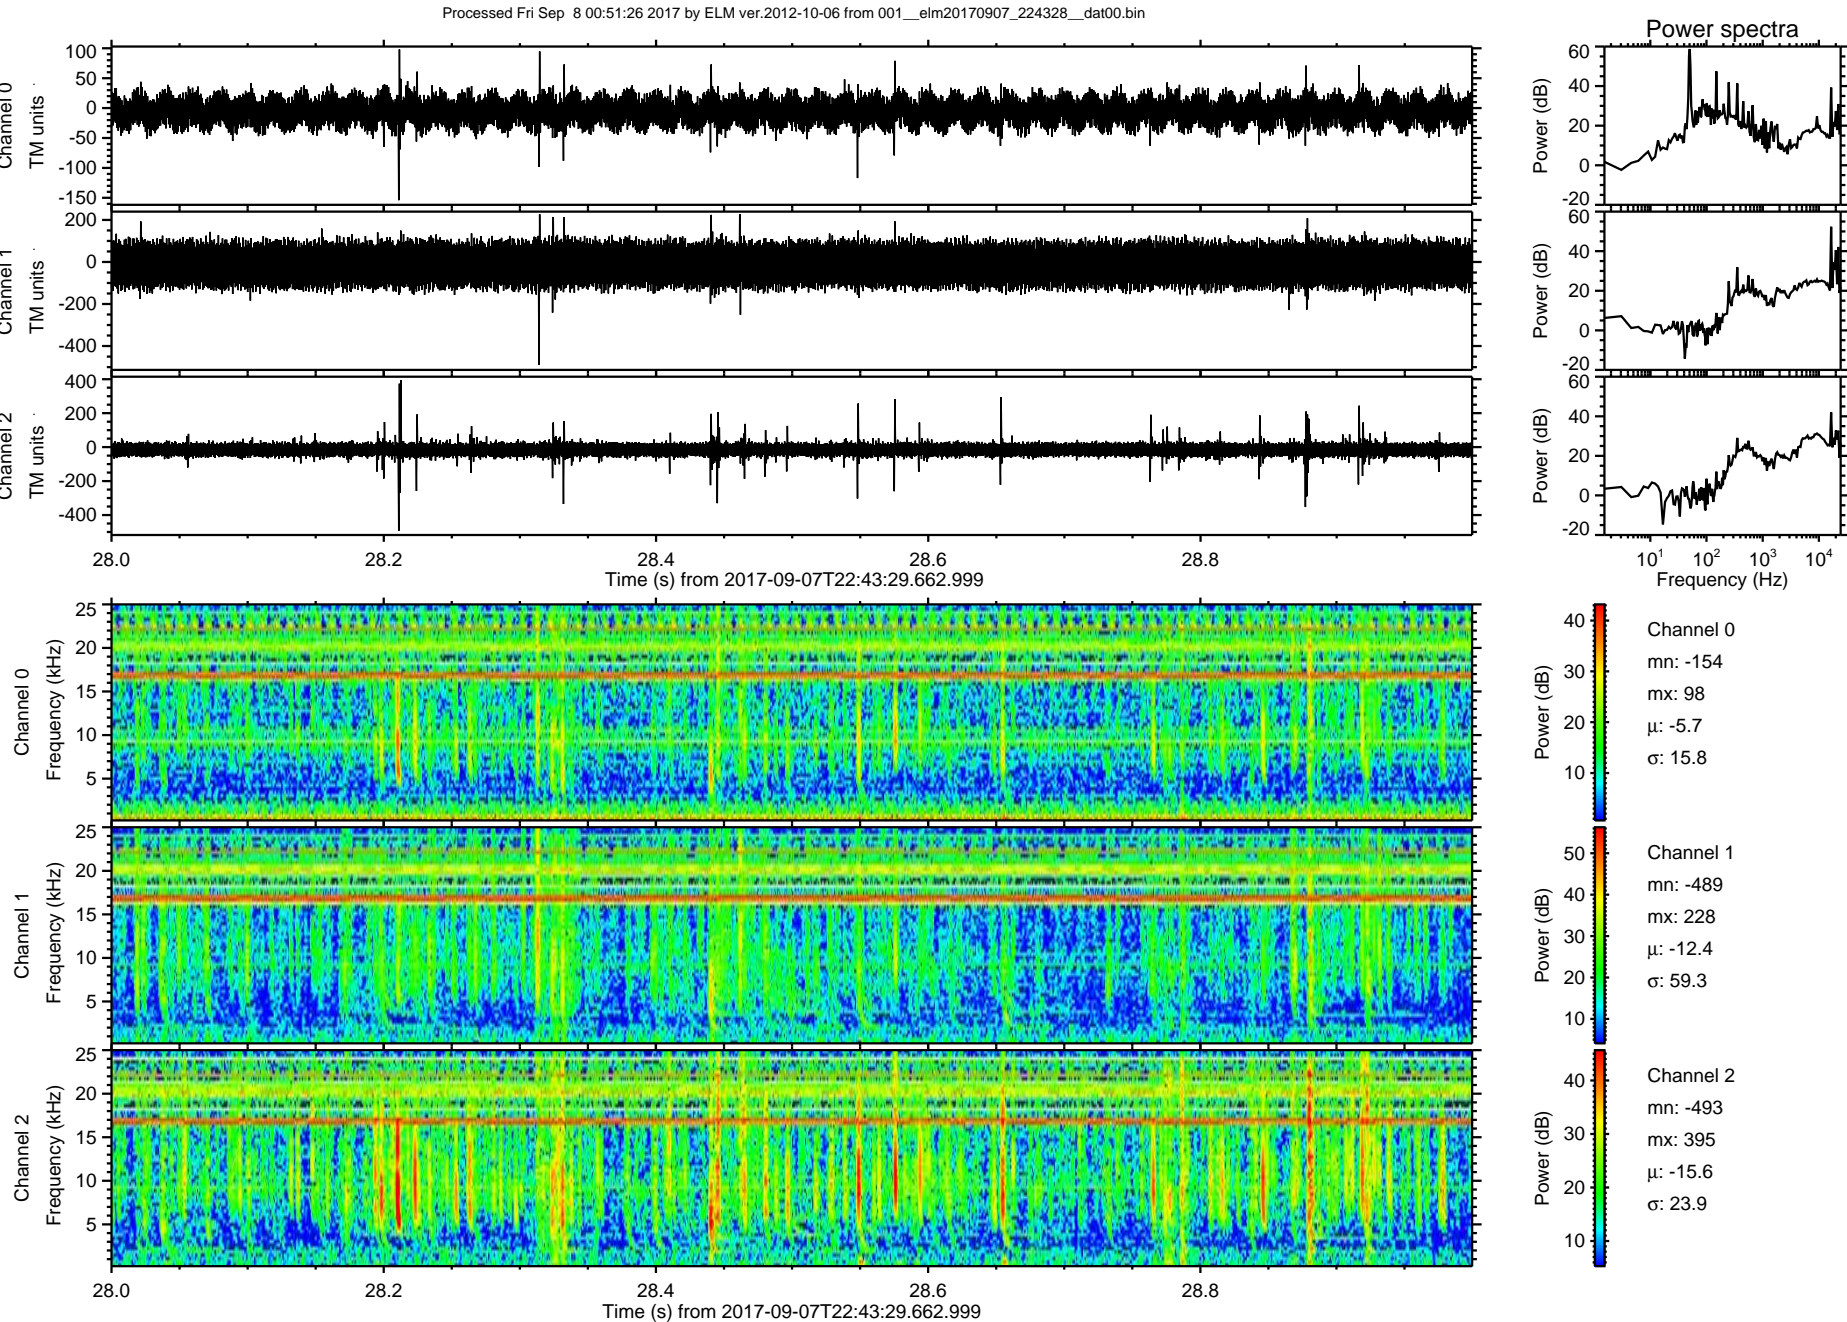 Processed Fri Sep  8 00:51:26 2017 by ELM ver.2012-10-06 from 001__elm20170907_224328__dat00.bin
Power spectra
Channel 0
TM units
100
50
0
-50
-100
-150
Power (dB)
60
40
20
0
-20
Channel 1
TM units
200
0
-200
-400
Power (dB)
60
40
20
0
-20
Channel 2
TM units
400
200
0
-200
-400
Power (dB)
60
40
20
0
-20
28.0 28.2 28.4 28.6 28.8
Time (s) from 2017-09-07T22:43:29.662.999
10^1 10^2 10^3 10^4
Frequency (Hz)
Channel 0
Frequency (kHz)
25
20
15
10
5
Power (dB)
40
30
20
10
Channel 0
mn: -154
mx: 98
μ: -5.7
σ: 15.8
Channel 1
Frequency (kHz)
25
20
15
10
5
Power (dB)
50
40
30
20
10
Channel 1
mn: -489
mx: 228
μ: -12.4
σ: 59.3
Channel 2
Frequency (kHz)
25
20
15
10
5
Power (dB)
40
30
20
10
Channel 2
mn: -493
mx: 395
μ: -15.6
σ: 23.9
28.0 28.2 28.4 28.6 28.8
Time (s) from 2017-09-07T22:43:29.662.999